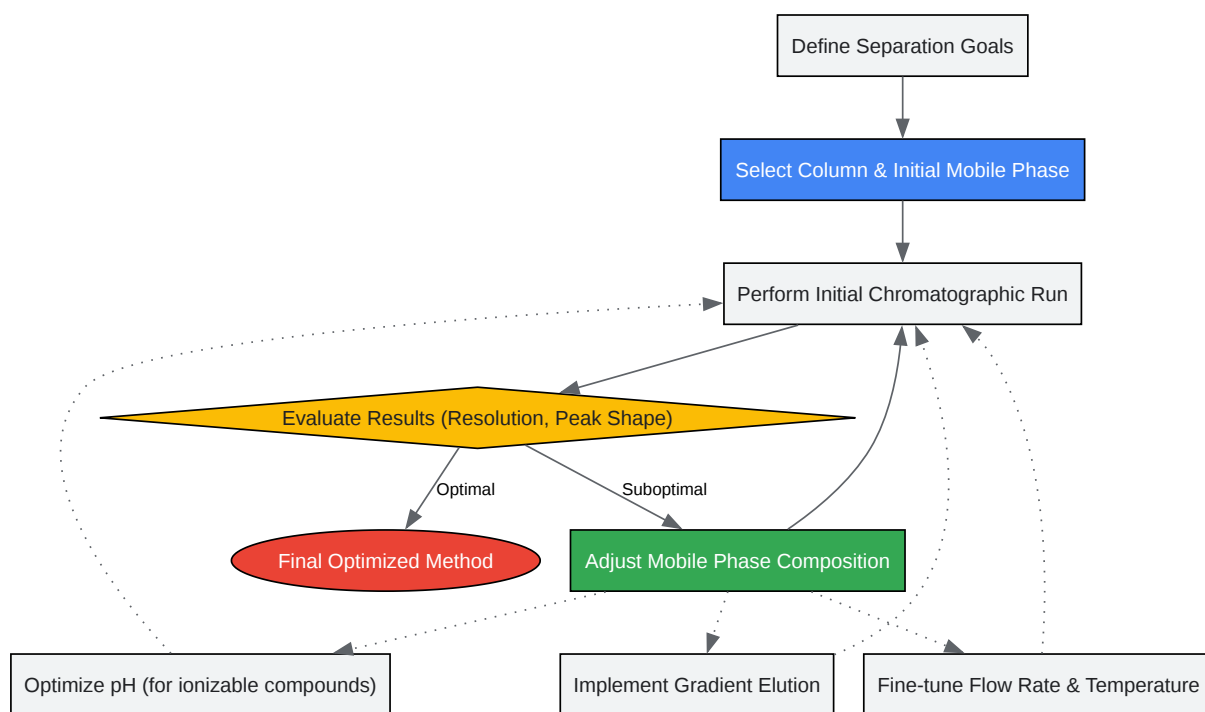 Define Separation Goals
Select Column & Initial Mobile Phase
Perform Initial Chromatographic Run
Evaluate Results (Resolution, Peak Shape)
Optimal
Suboptimal
Final Optimized Method
Adjust Mobile Phase Composition
Optimize pH (for ionizable compounds)
Implement Gradient Elution
Fine-tune Flow Rate & Temperature